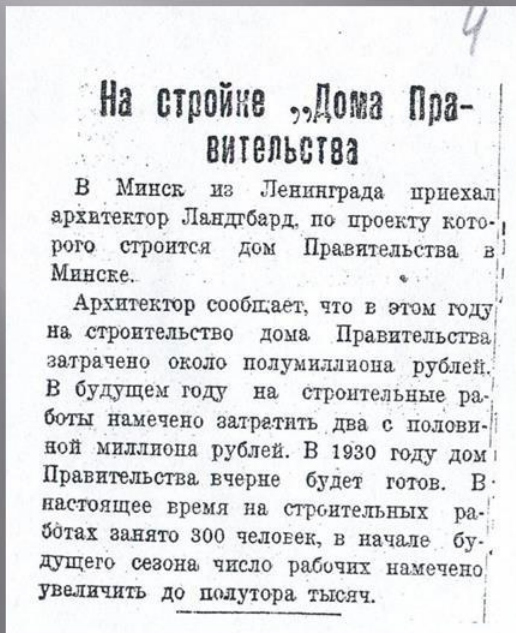 4
На стройке „Дома Пра-
вительства
В Минск из Ленинграда приехал
архитектор Ландгбард, по проекту кото-
рого строится дом Правительства в
Минске.
Архитектор сообщает, что в этом году
на строительство дома Правительства
затрачено около полумиллиона рублей.
В будущем году на строительные ра-
боты намечено затратить два с полови-
ной миллиона рублей. В 1930 году дом
Правительства вчерне будет готов. В
настоящее время на строительных ра-
ботах занято 300 человек, в начале бу-
дущего сезона число рабочих намечено
увеличить до полутора тысяч.